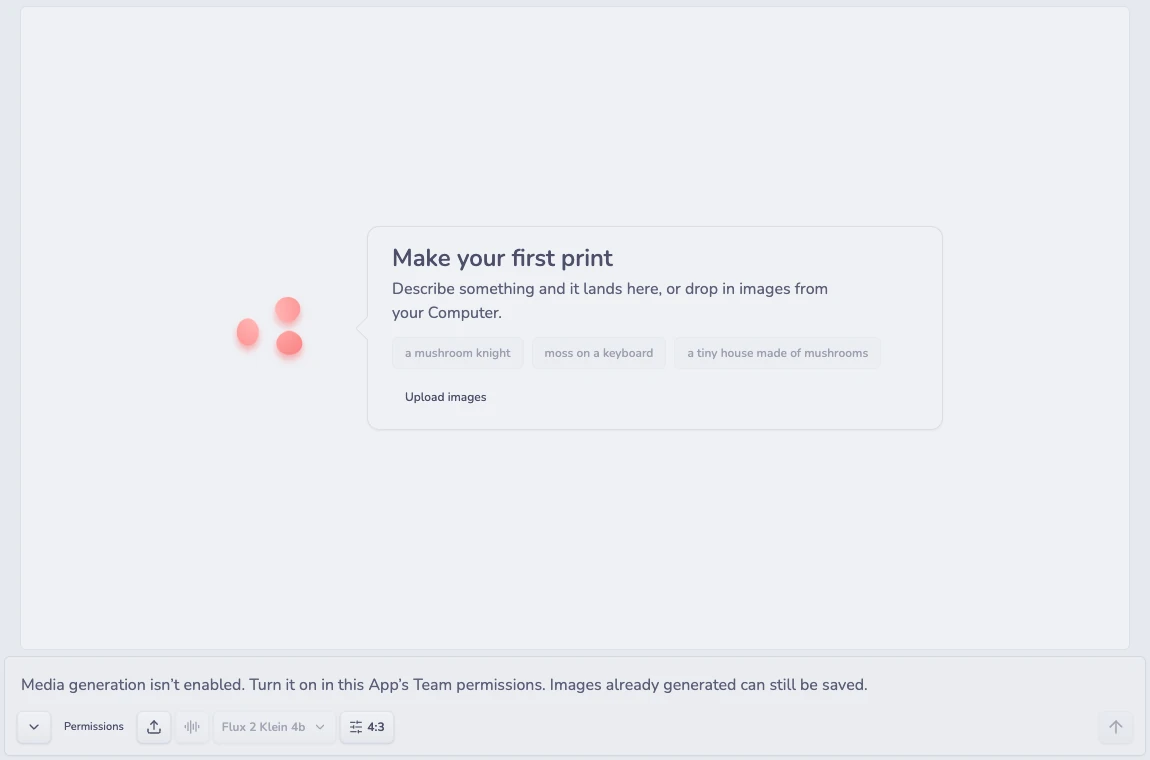 Make your first print
Describe something and it lands here, or drop in images from
your Computer.
a mushroom knight
moss on a keyboard
a tiny house made of mushrooms
Upload images
Media generation isn’t enabled. Turn it on in this App’s Team permissions. Images already generated can still be saved.
Permissions
Flux 2 Klein 4b
4:3